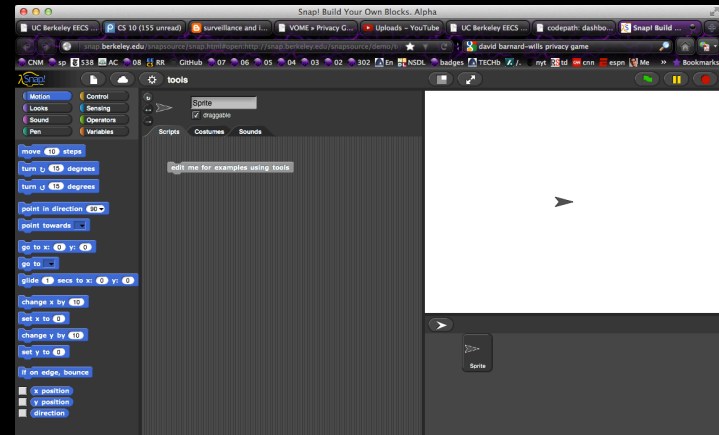 Snap! Build Your Own Blocks. Alpha
UC Berkeley EECS ... CS 10 (155 unread) surveillance and i... VOME » Privacy G... Uploads – YouTube UC Berkeley EECS ... codepath: dashbo... Snap! Build ...
snap.berkeley.edu/snapsource/snap.html#open:http://snap.berkeley.edu/snapsource/demo/t david barnard-wills privacy game
CNM sp 538 AC 08 RR GitHub 07 06 05 04 03 02 302 En NSDL badges TECHb /. nyt td cnn espn Me » Bookmarks
Snap! tools
Motion Control
Looks Sensing
Sound Operators
Pen Variables
Sprite
draggable
Scripts Costumes Sounds
move 10 steps
turn 15 degrees
turn 15 degrees
point in direction 90
point towards
go to x: 0 y: 0
go to
glide 1 secs to x: 0 y: 0
change x by 10
set x to 0
change y by 10
set y to 0
if on edge, bounce
x position
y position
direction
edit me for examples using tools
Sprite